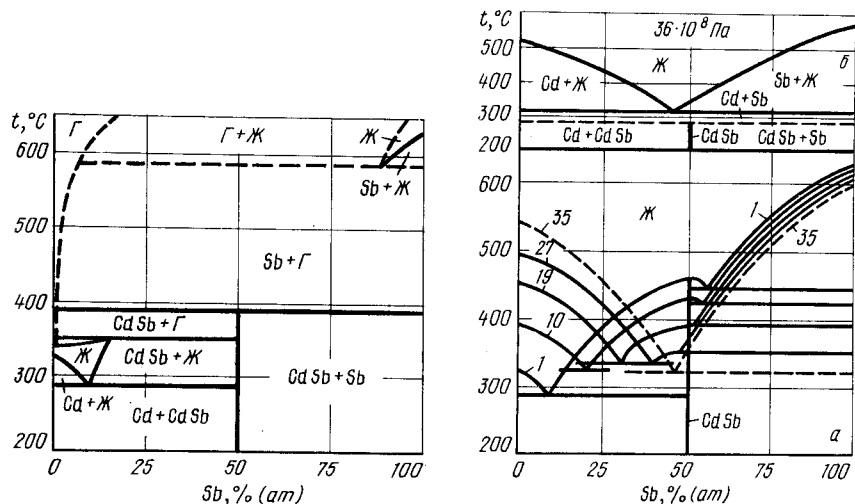 t,°C
Г
Г+Ж
Ж
600
Sb+Ж
500
Sb+Г
400
CdSb+Г
300
Ж
CdSb+Ж
CdSb+Sb
Cd+Ж
Cd+CdSb
200
0
25
50
75
100
Sb,% (ат)
t,°C
36·10⁸ Па
б
500
Ж
400
Cd+Ж
Sb+Ж
Cd+Sb
300
Cd+CdSb
CdSb
CdSb+Sb
200
600
Ж
1
35
35
500
27
19
400
10
300
1
CdSb
200
а
0
25
50
75
100
Sb,% (ат)